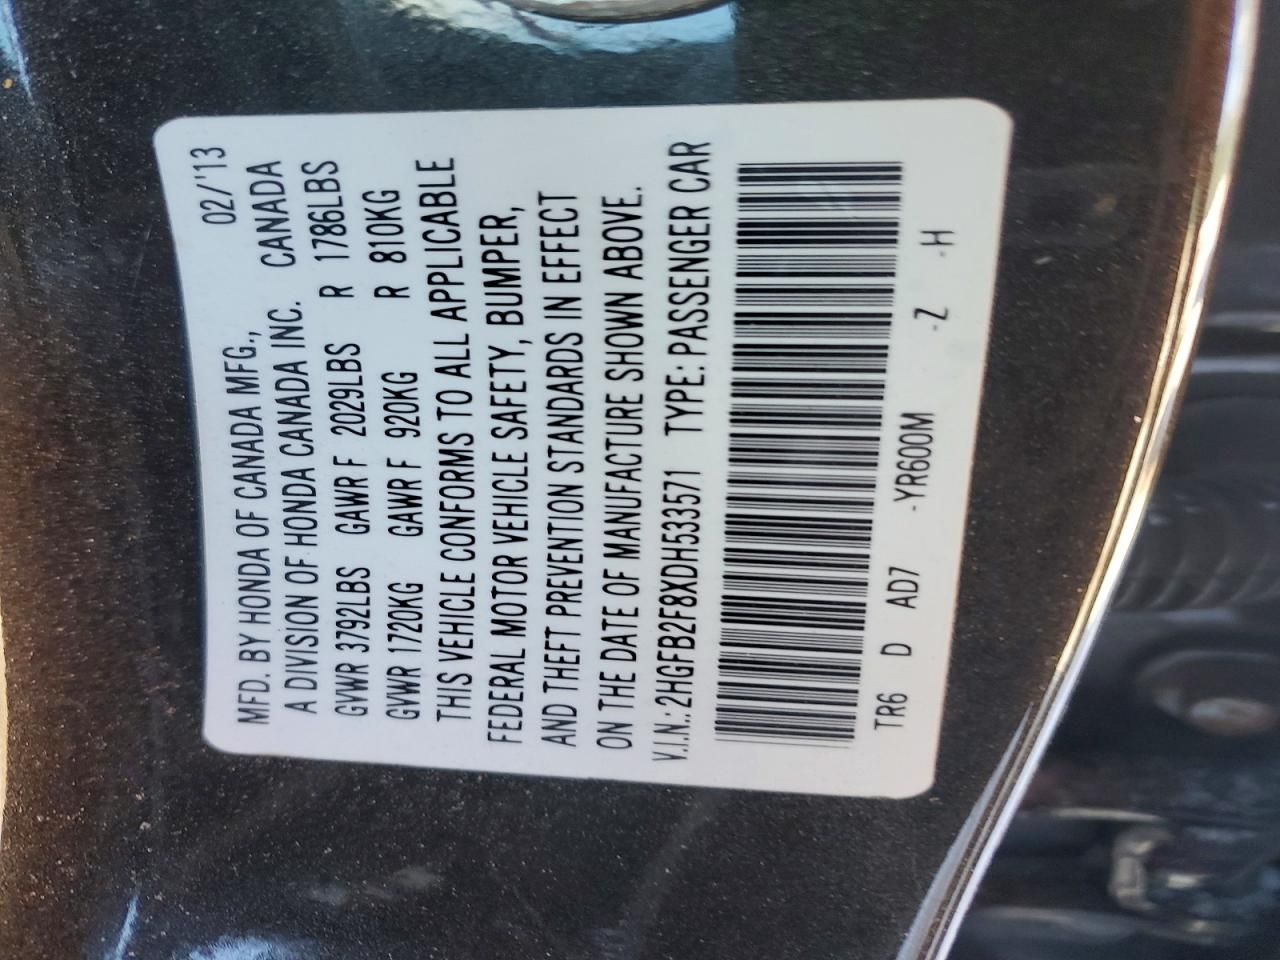 02/'13
MFD. BY HONDA OF CANADA MFG.,
A DIVISION OF HONDA CANADA INC. CANADA
GVWR 3792LBS GAWR F 2029LBS R 1786LBS
GVWR 1720KG GAWR F 920KG R 810KG
THIS VEHICLE CONFORMS TO ALL APPLICABLE
FEDERAL MOTOR VEHICLE SAFETY, BUMPER,
AND THEFT PREVENTION STANDARDS IN EFFECT
ON THE DATE OF MANUFACTURE SHOWN ABOVE.
V.I.N.: 2HGFB2F8XDH533571 TYPE: PASSENGER CAR
TR6 D AD7 -YR600M -Z -H